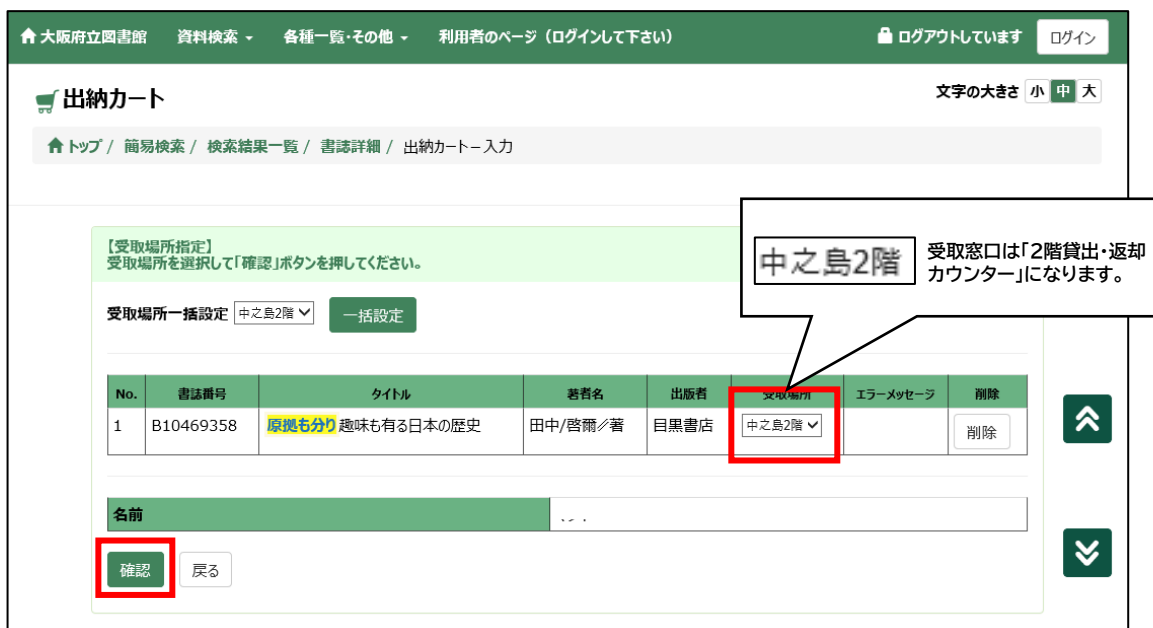 大阪府立図書館 資料検索 各種一覧・その他 利用者のページ（ログインして下さい） ログアウトしています ログイン
出納カート
文字の大きさ 小 中 大
トップ / 簡易検索 / 検索結果一覧 / 書誌詳細 / 出納カート－入力
【受取場所指定】
受取場所を選択して「確認」ボタンを押してください。
中之島2階
受取窓口は「2階貸出・返却
カウンター」になります。
受取場所一括設定 中之島2階 一括設定
No. 書誌番号 タイトル 著者名 出版者 受取場所 エラーメッセージ 削除
1 B10469358 原拠も分り趣味も有る日本の歴史 田中/啓爾／著 目黒書店 中之島2階 削除
名前
確認 戻る